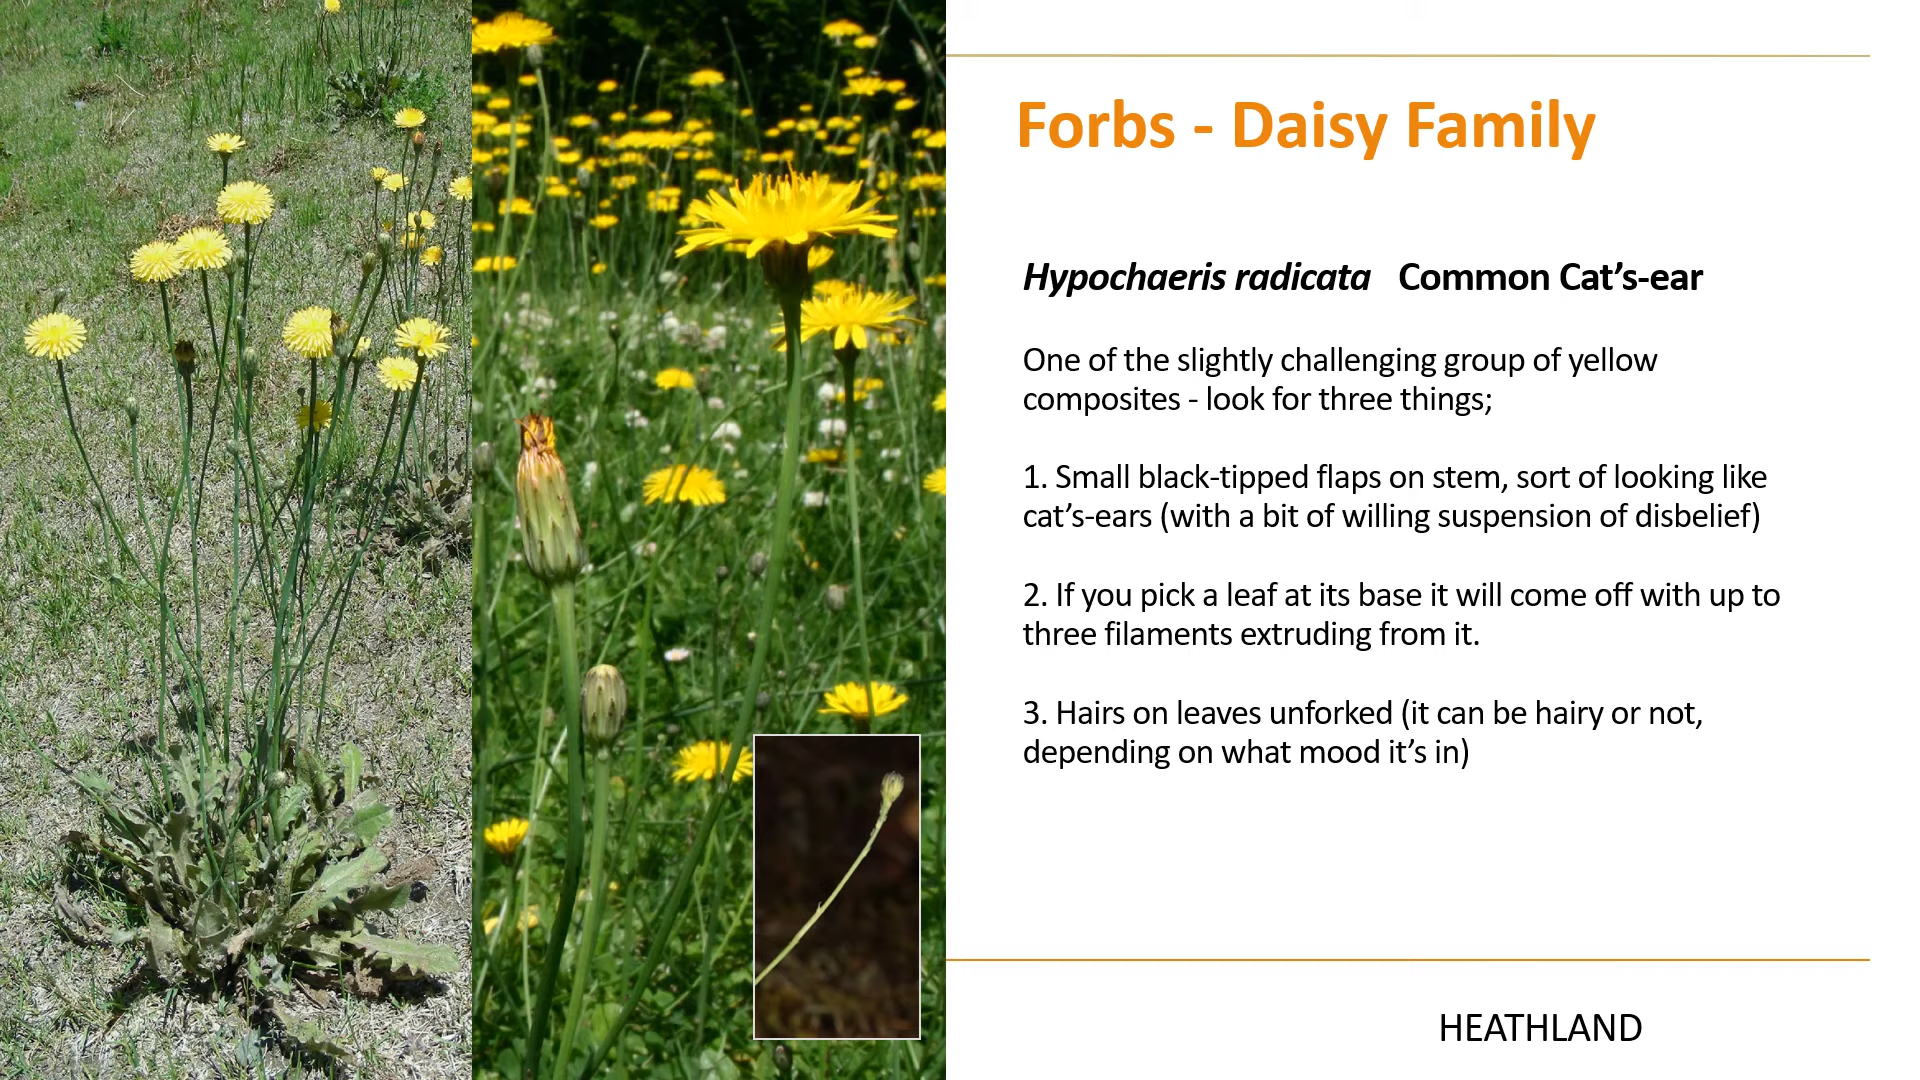 Forbs - Daisy Family
Hypochaeris radicata Common Cat’s-ear
One of the slightly challenging group of yellow
composites - look for three things;
1. Small black-tipped flaps on stem, sort of looking like
cat’s-ears (with a bit of willing suspension of disbelief)
2. If you pick a leaf at its base it will come off with up to
three filaments extruding from it.
3. Hairs on leaves unforked (it can be hairy or not,
depending on what mood it’s in)
HEATHLAND